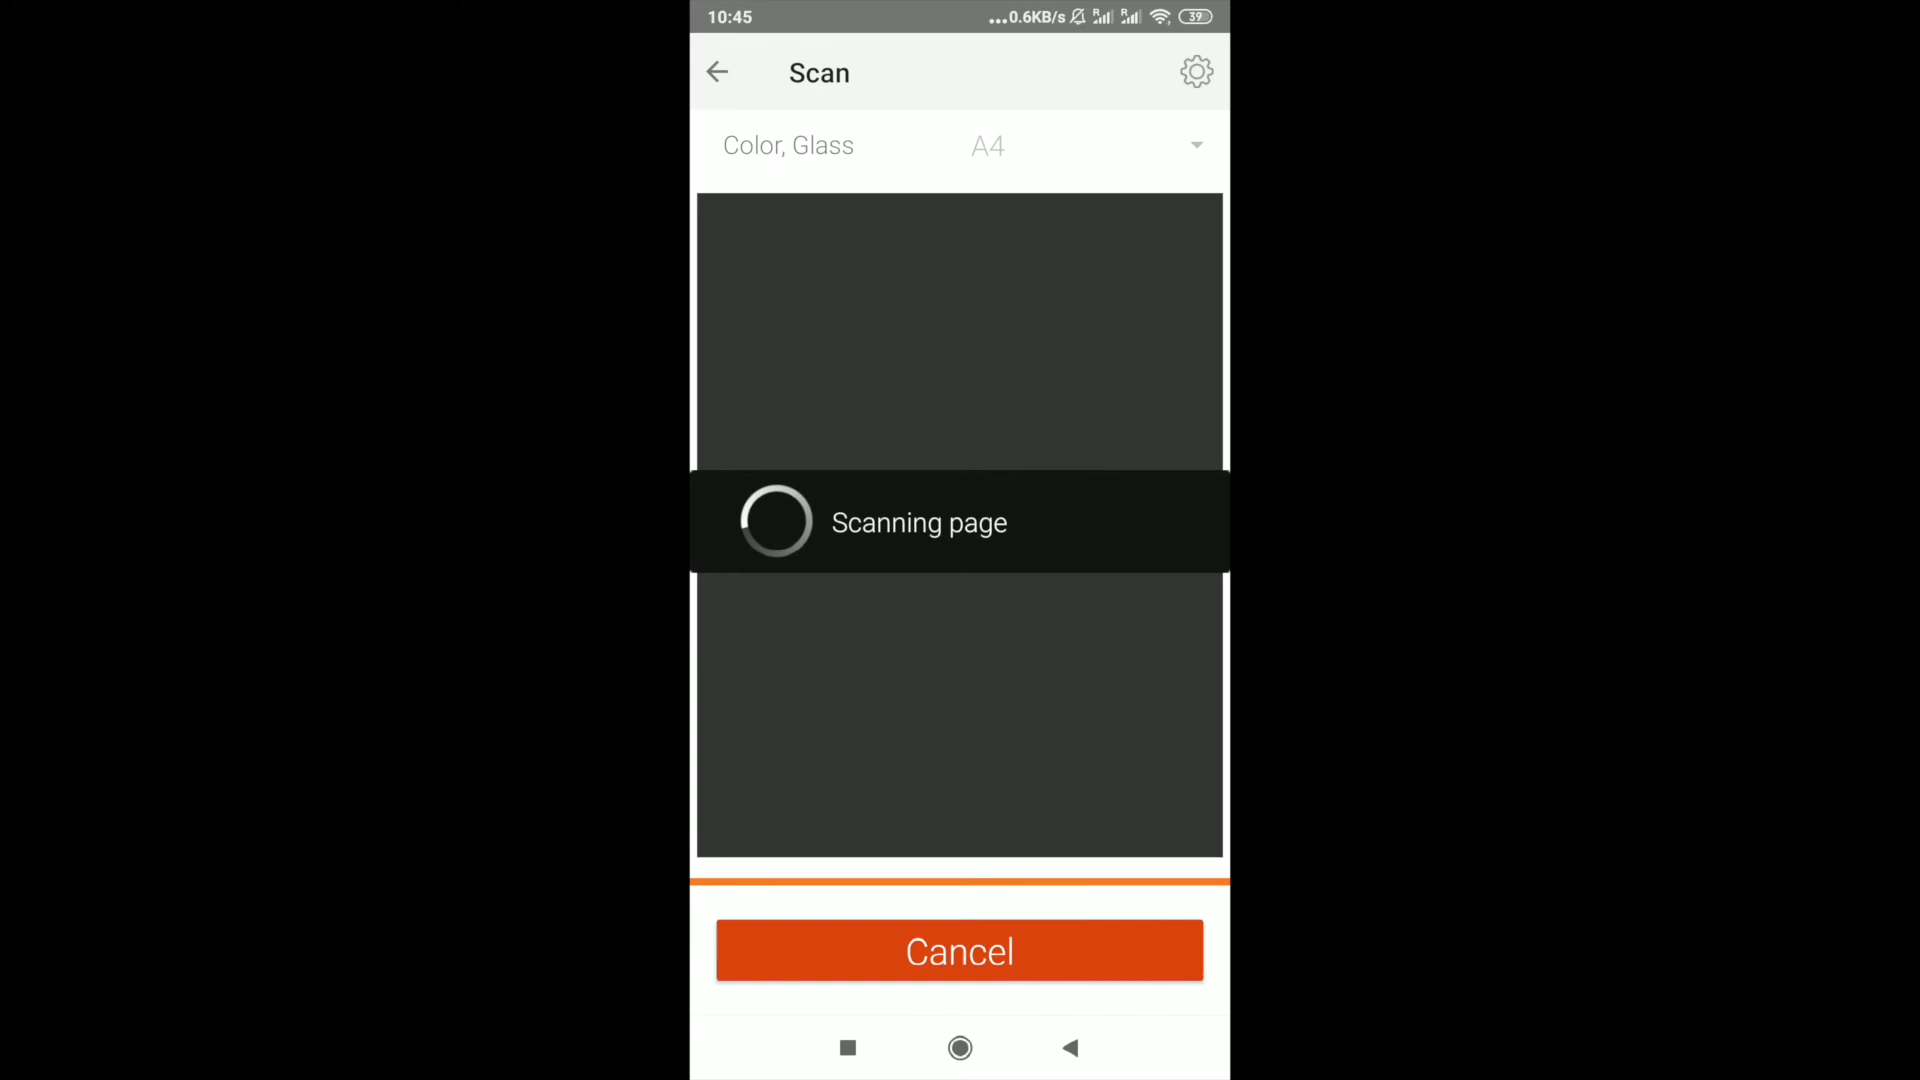 10:45 ...0.6KB/s R R 39
Scan
Color, Glass A4
Scanning page
Cancel